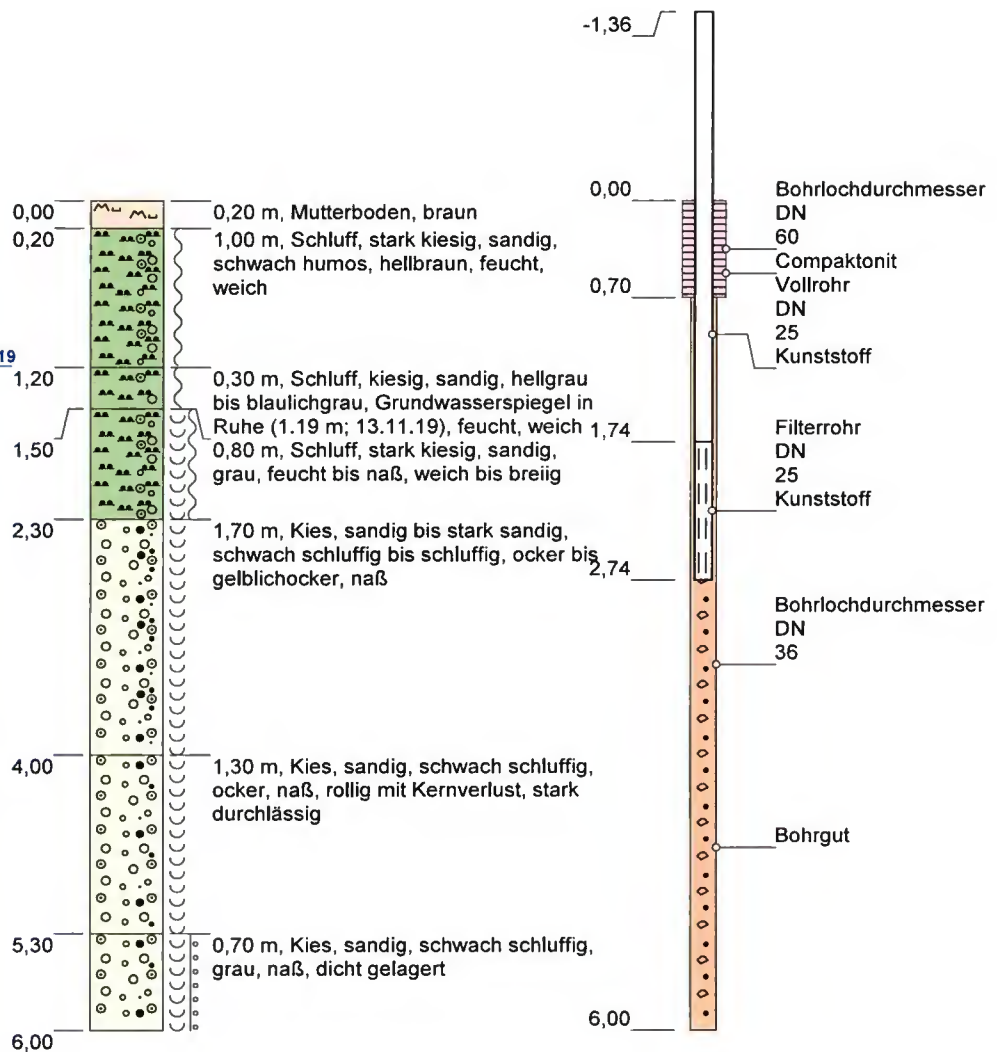 0,00
0,20 m, Mutterboden, braun
0,20
1,00 m, Schluff, stark kiesig, sandig,
schwach humos, hellbraun, feucht,
weich
19
1,20
0,30 m, Schluff, kiesig, sandig, hellgrau
bis blaulichgrau, Grundwasserspiegel in
Ruhe (1.19 m; 13.11.19), feucht, weich
1,50
0,80 m, Schluff, stark kiesig, sandig,
grau, feucht bis naß, weich bis breiig
2,30
1,70 m, Kies, sandig bis stark sandig,
schwach schluffig bis schluffig, ocker bis
gelblichocker, naß
4,00
1,30 m, Kies, sandig, schwach schluffig,
ocker, naß, rollig mit Kernverlust, stark
durchlässig
5,30
0,70 m, Kies, sandig, schwach schluffig,
grau, naß, dicht gelagert
6,00
-1,36
0,00
Bohrlochdurchmesser
DN
60
Compaktonit
0,70
Vollrohr
DN
25
Kunststoff
1,74
Filterrohr
DN
25
Kunststoff
2,74
Bohrlochdurchmesser
DN
36
Bohrgut
6,00